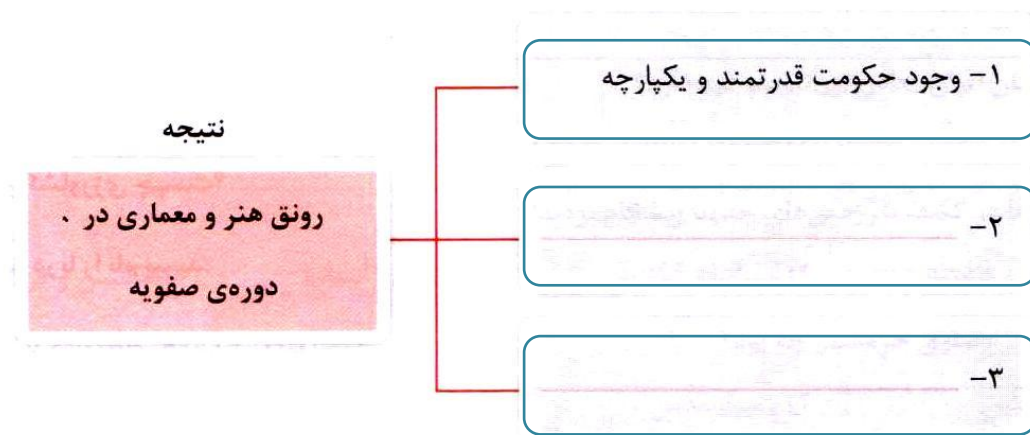 ۱- وجود حکومت قدرتمند و یکپارچه
نتیجه
رونق هنر و معماری در .
دوره‌ی صفویه
۲-
۳-